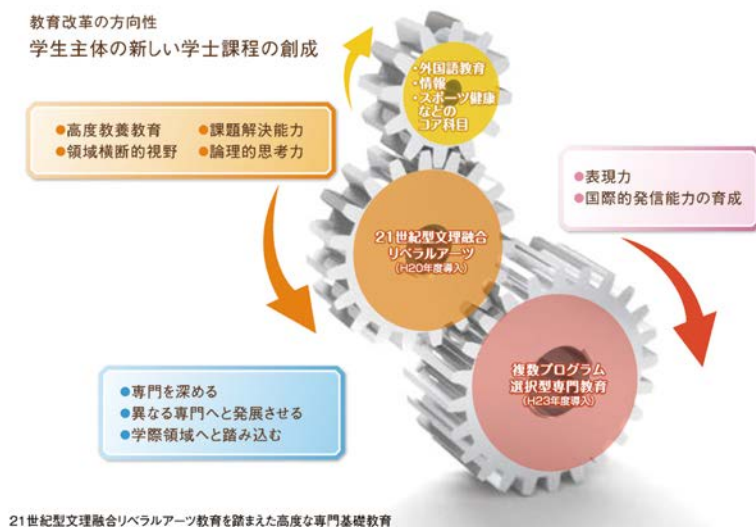 教育改革の方向性
学生主体の新しい学士課程の創成
・外国語教育
・情報
・スポーツ健康
などの
コア科目
●高度教養教育 ●課題解決能力
●領域横断的視野 ●論理的思考力
●表現力
●国際的発信能力の育成
21世紀型文理融合
リベラルアーツ
(H20年度導入)
複数プログラム
選択型専門教育
(H23年度導入)
●専門を深める
●異なる専門へと発展させる
●学際領域へと踏み込む
21世紀型文理融合リベラルアーツ教育を踏まえた高度な専門基礎教育